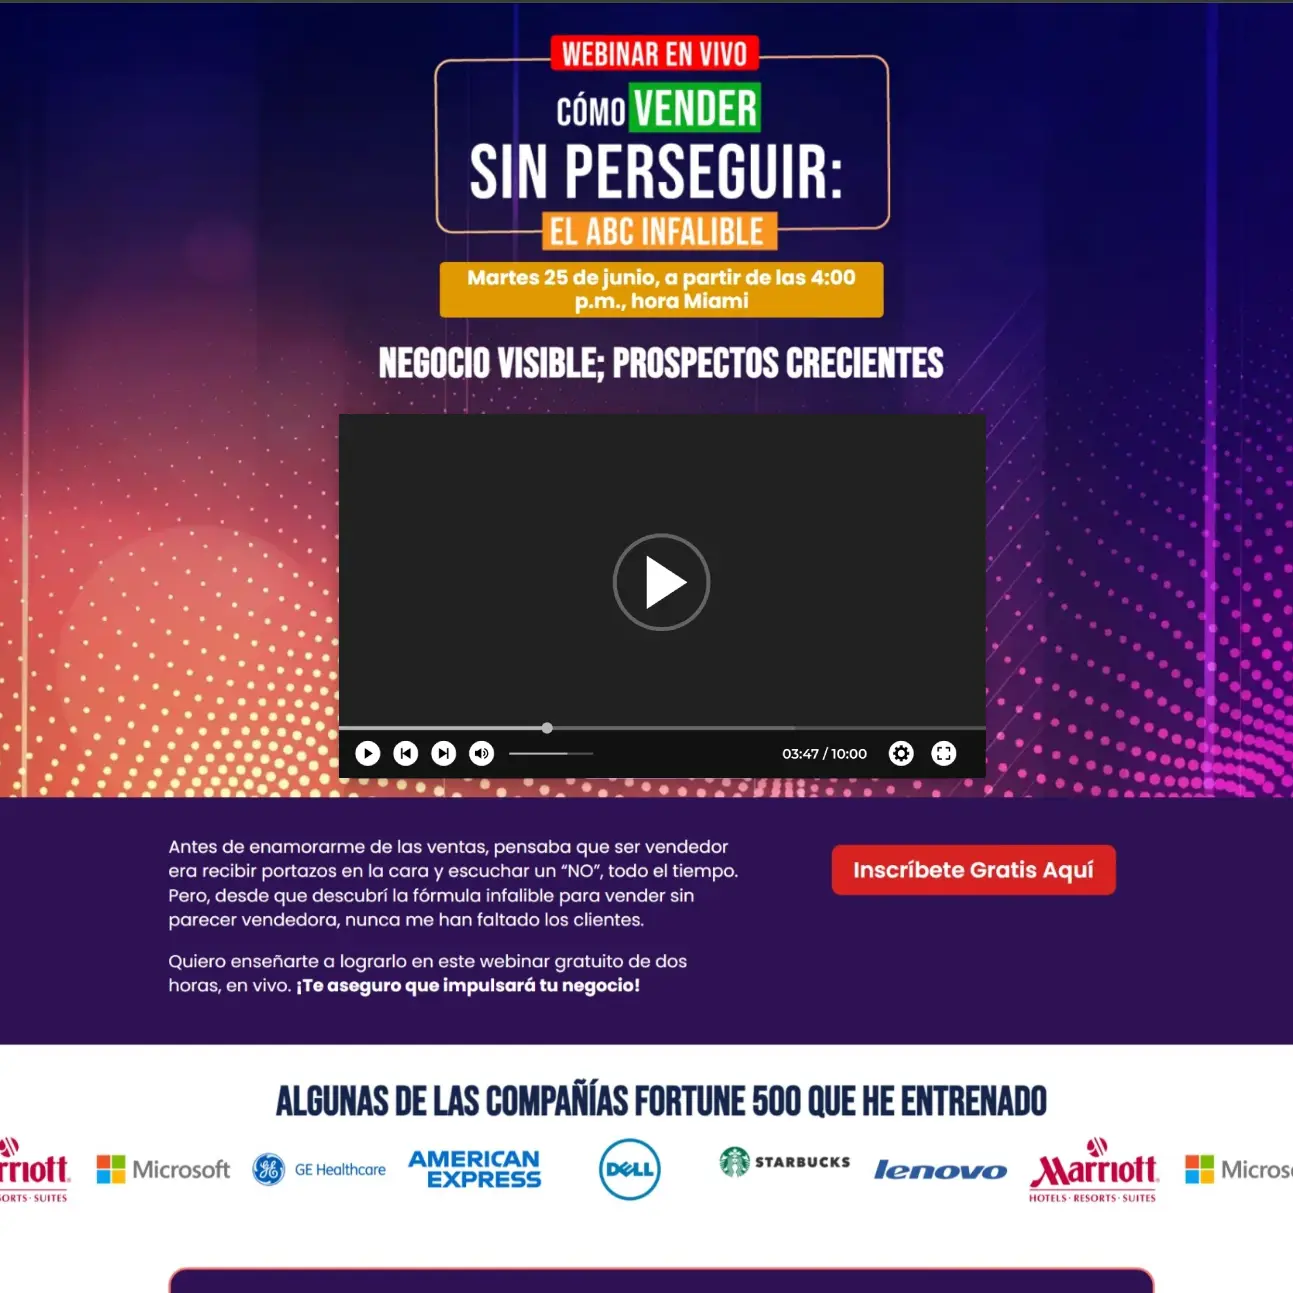 WEBINAR EN VIVO
CÓMO VENDER
SIN PERSEGUIR:
EL ABC INFALIBLE
Martes 25 de junio, a partir de las 4:00
p.m., hora Miami
NEGOCIO VISIBLE; PROSPECTOS CRECIENTES
03:47 / 10:00
Antes de enamorarme de las ventas, pensaba que ser vendedor
era recibir portazos en la cara y escuchar un “NO”, todo el tiempo.
Pero, desde que descubrí la fórmula infalible para vender sin
parecer vendedora, nunca me han faltado los clientes.
Quiero enseñarte a lograrlo en este webinar gratuito de dos
horas, en vivo. ¡Te aseguro que impulsará tu negocio!
Inscríbete Gratis Aquí
ALGUNAS DE LAS COMPAÑÍAS FORTUNE 500 QUE HE ENTRENADO
rriott
ORTS · SUITES
Microsoft
GE Healthcare
AMERICAN
EXPRESS
DELL
STARBUCKS
lenovo
Marriott
HOTELS · RESORTS · SUITES
Microso